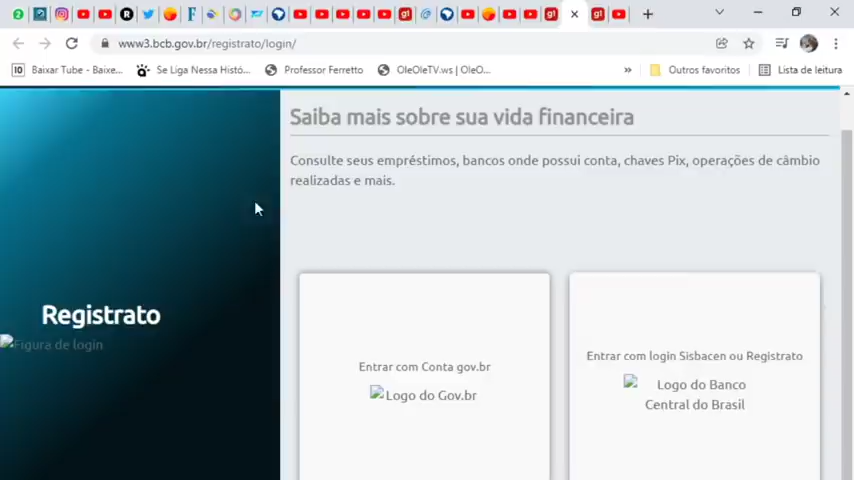 www3.bcb.gov.br/registrato/login/
Baixar Tube - Baixe...
Se Liga Nessa Histó...
Professor Ferretto
OleOleTV.ws | OleO...
»
Outros favoritos
Lista de leitura
Saiba mais sobre sua vida financeira
Consulte seus empréstimos, bancos onde possui conta, chaves Pix, operações de câmbio
realizadas e mais.
Registrato
Figura de login
Entrar com Conta gov.br
Logo do Gov.br
Entrar com login Sisbacen ou Registrato
Logo do Banco
Central do Brasil